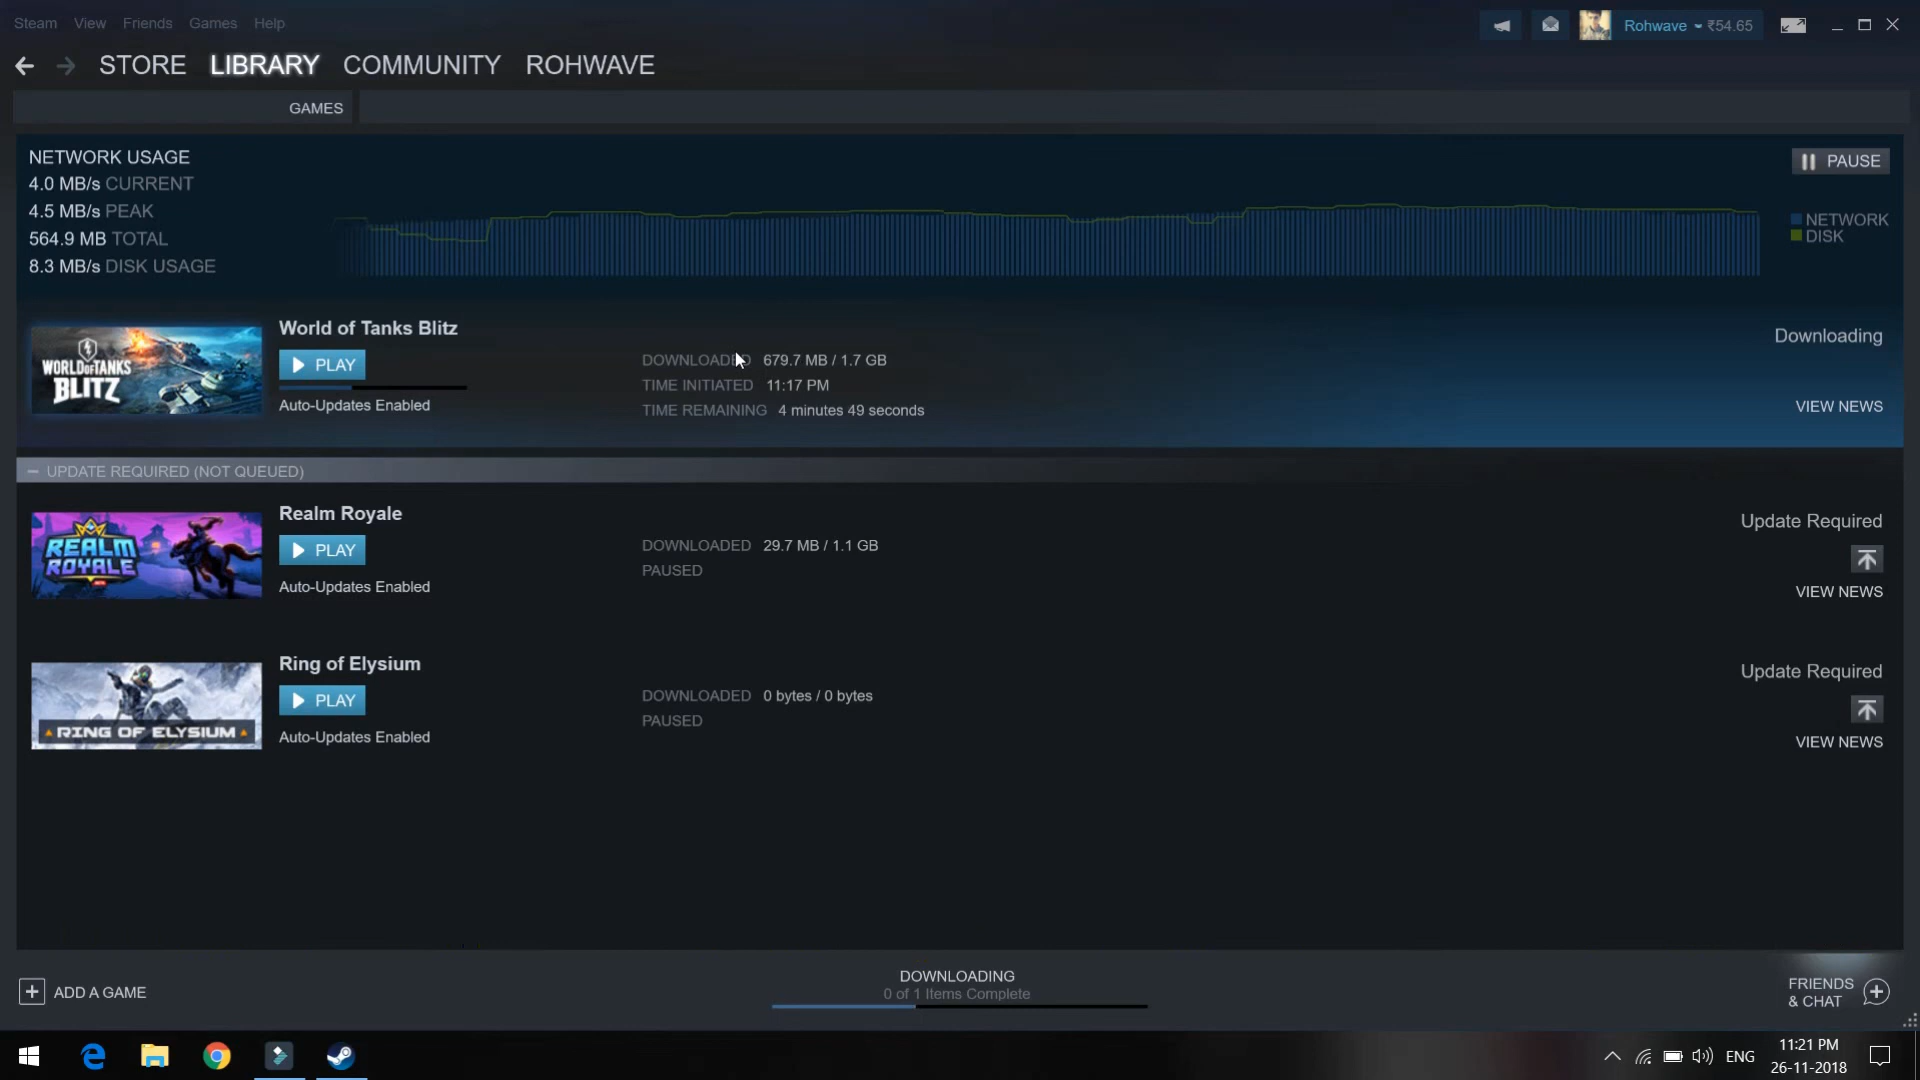 Steam View Friends Games Help
Rohwave ₹54.65
STORE LIBRARY COMMUNITY ROHWAVE
GAMES
NETWORK USAGE
PAUSE
4.0 MB/s CURRENT
4.5 MB/s PEAK
564.9 MB TOTAL
8.3 MB/s DISK USAGE
NETWORK
DISK
WORLD OF TANKS
BLITZ
World of Tanks Blitz
PLAY
Auto-Updates Enabled
DOWNLOADED 679.7 MB / 1.7 GB
TIME INITIATED 11:17 PM
TIME REMAINING 4 minutes 49 seconds
Downloading
VIEW NEWS
UPDATE REQUIRED (NOT QUEUED)
REALM
ROYALE
Realm Royale
PLAY
Auto-Updates Enabled
DOWNLOADED 29.7 MB / 1.1 GB
PAUSED
Update Required
VIEW NEWS
RING OF ELYSIUM
Ring of Elysium
PLAY
Auto-Updates Enabled
DOWNLOADED 0 bytes / 0 bytes
PAUSED
Update Required
VIEW NEWS
ADD A GAME
DOWNLOADING
0 of 1 Items Complete
FRIENDS
& CHAT
ENG
11:21 PM
26-11-2018